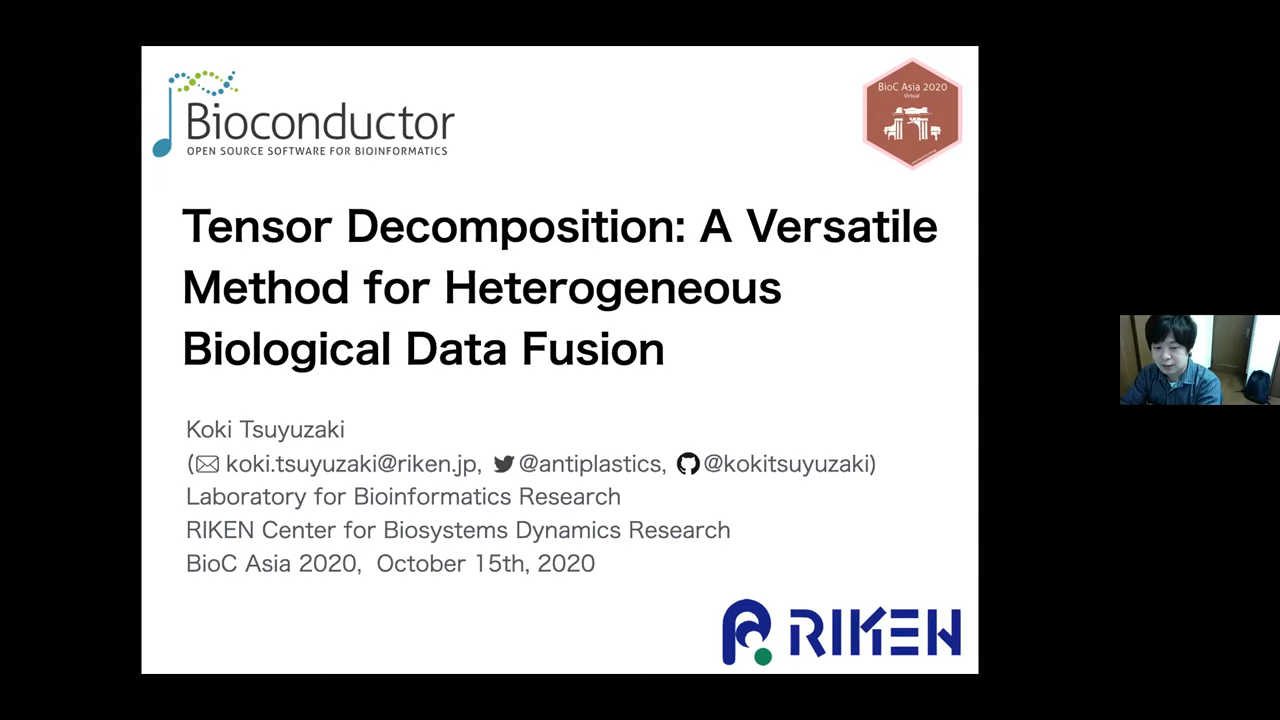 Bioconductor
OPEN SOURCE SOFTWARE FOR BIOINFORMATICS
BioC Asia 2020
Virtual
Tensor Decomposition: A Versatile
Method for Heterogeneous
Biological Data Fusion
Koki Tsuyuzaki
(koki.tsuyuzaki@riken.jp, @antiplastics, @kokitsuyuzaki)
Laboratory for Bioinformatics Research
RIKEN Center for Biosystems Dynamics Research
BioC Asia 2020, October 15th, 2020
RIKEN